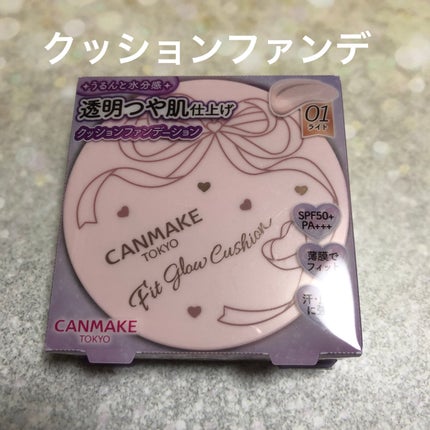 クッションファンデ
うるんと水分感
透明つや肌仕上げ
クッションファンデーション
01
ライト
CANMAKE
TOKYO
Fit Glow Cushion
SPF50+
PA+++
薄膜で
フィット
汗・
に
CANMAKE
TOKYO